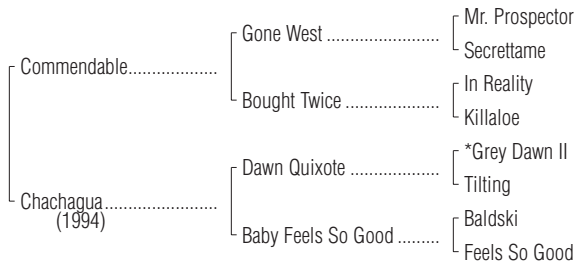 Mr. Prospector
Gone West ........................
Secrettame
Commendable...................
In Reality
Bought Twice ....................
Killaloe
*Grey Dawn II
Dawn Quixote ...................
Tilting
Chachagua........................
(1994)
Baldski
Baby Feels So Good .........
Feels So Good